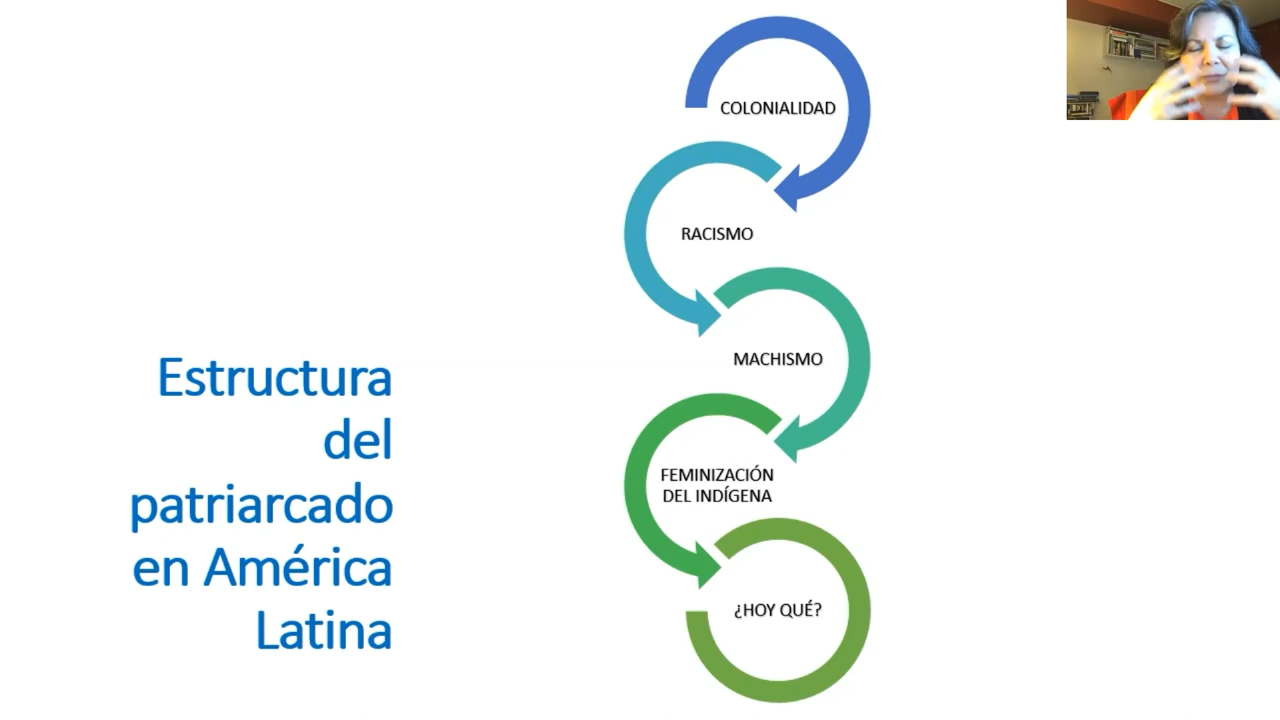 Estructura
del
patriarcado
en América
Latina
COLONIALIDAD
RACISMO
MACHISMO
FEMINIZACIÓN
DEL INDÍGENA
¿HOY QUÉ?